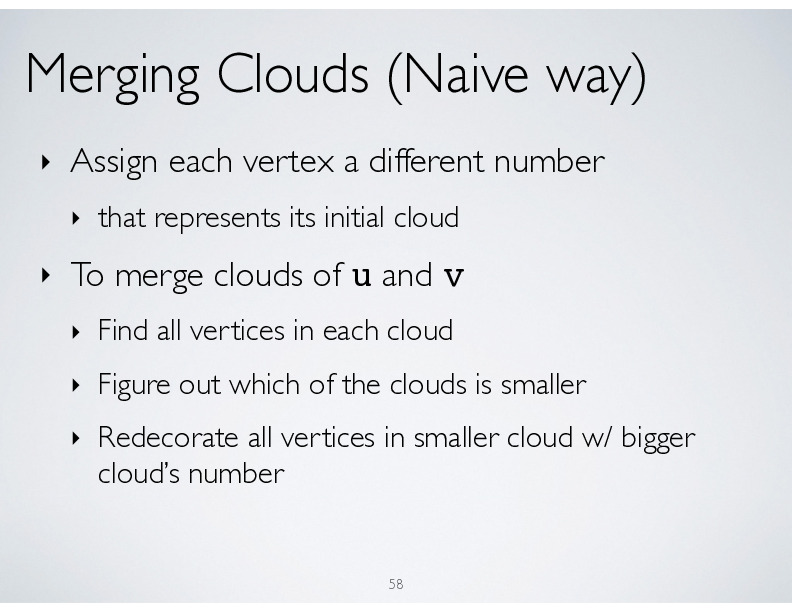 Merging Clouds (Naive way)
‣ Assign each vertex a different number
‣ that represents its initial cloud
‣ To merge clouds of u and v
‣ Find all vertices in each cloud
‣ Figure out which of the clouds is smaller
‣ Redecorate all vertices in smaller cloud w/ bigger
cloud's number
58